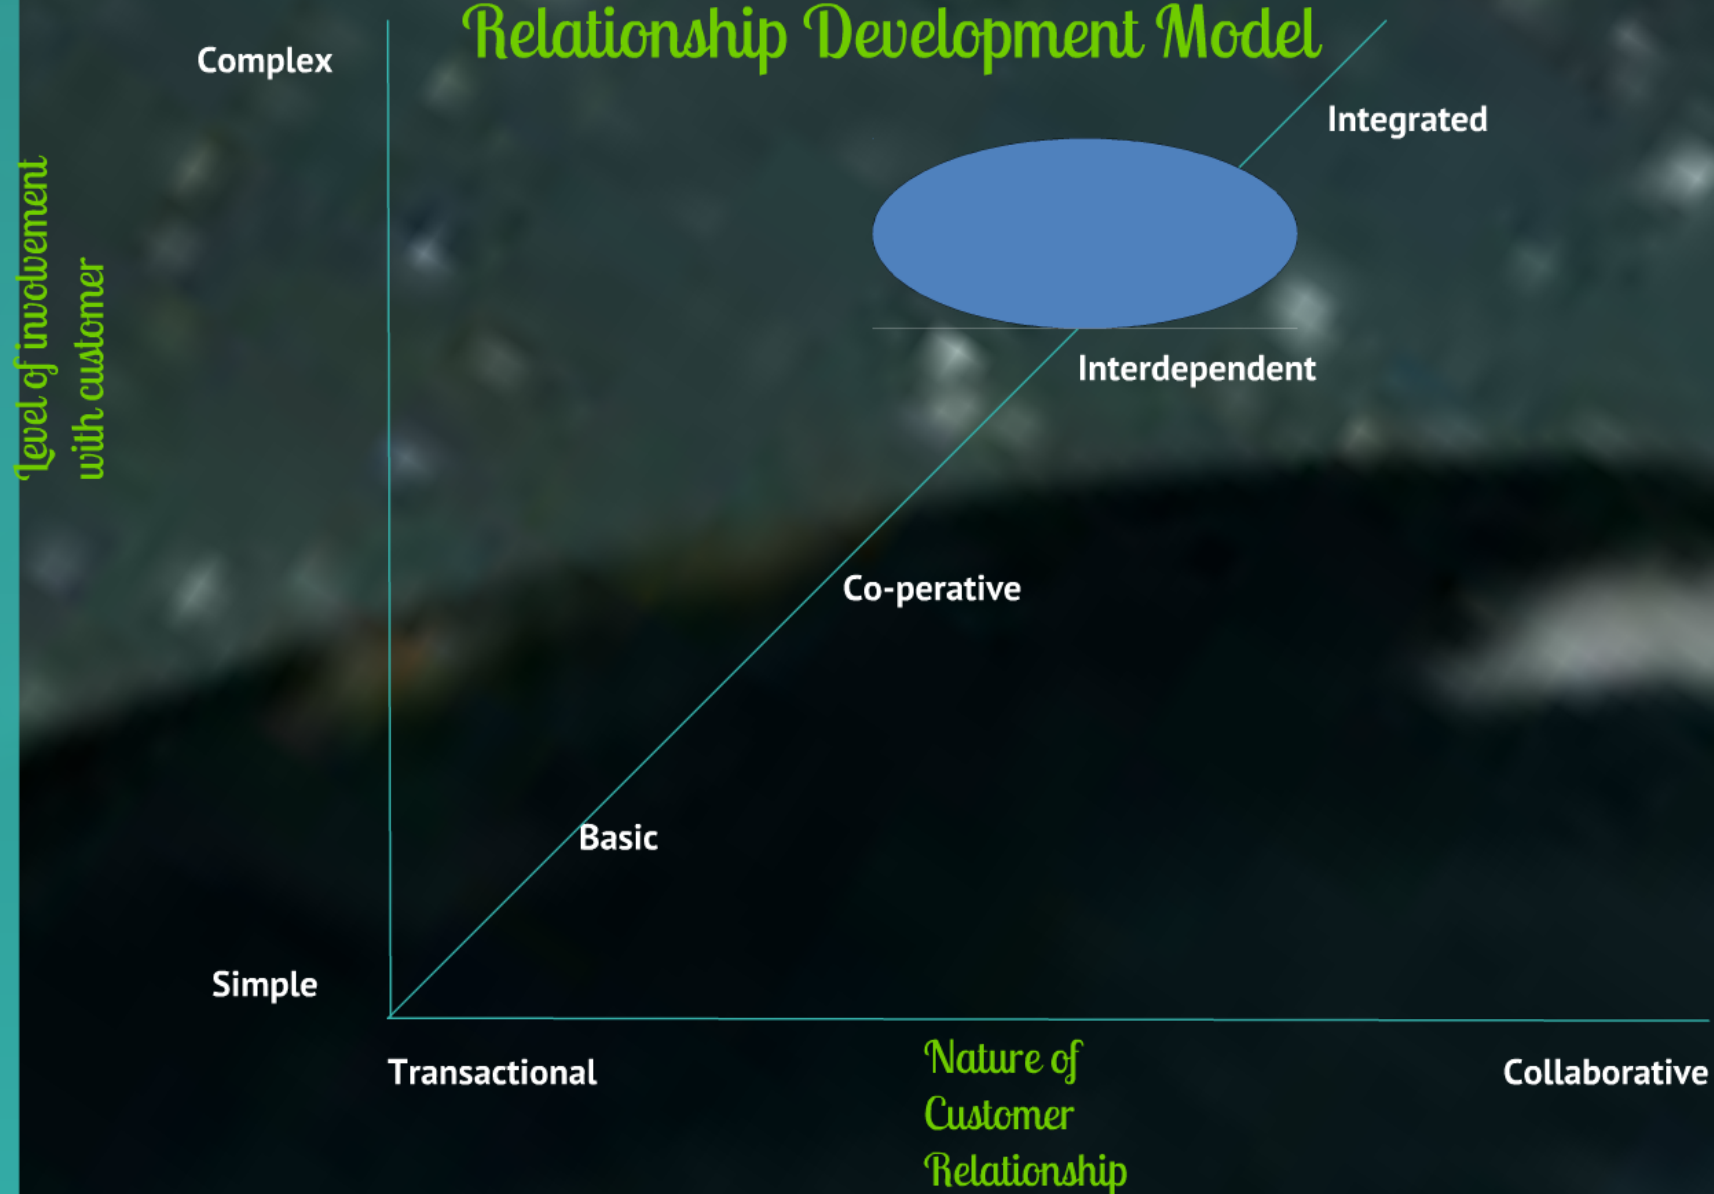 Relationship Development Model
Complex
Integrated
Level of involvement
with customer
Interdependent
Co-perative
Basic
Simple
Transactional
Nature of
Customer
Relationship
Collaborative